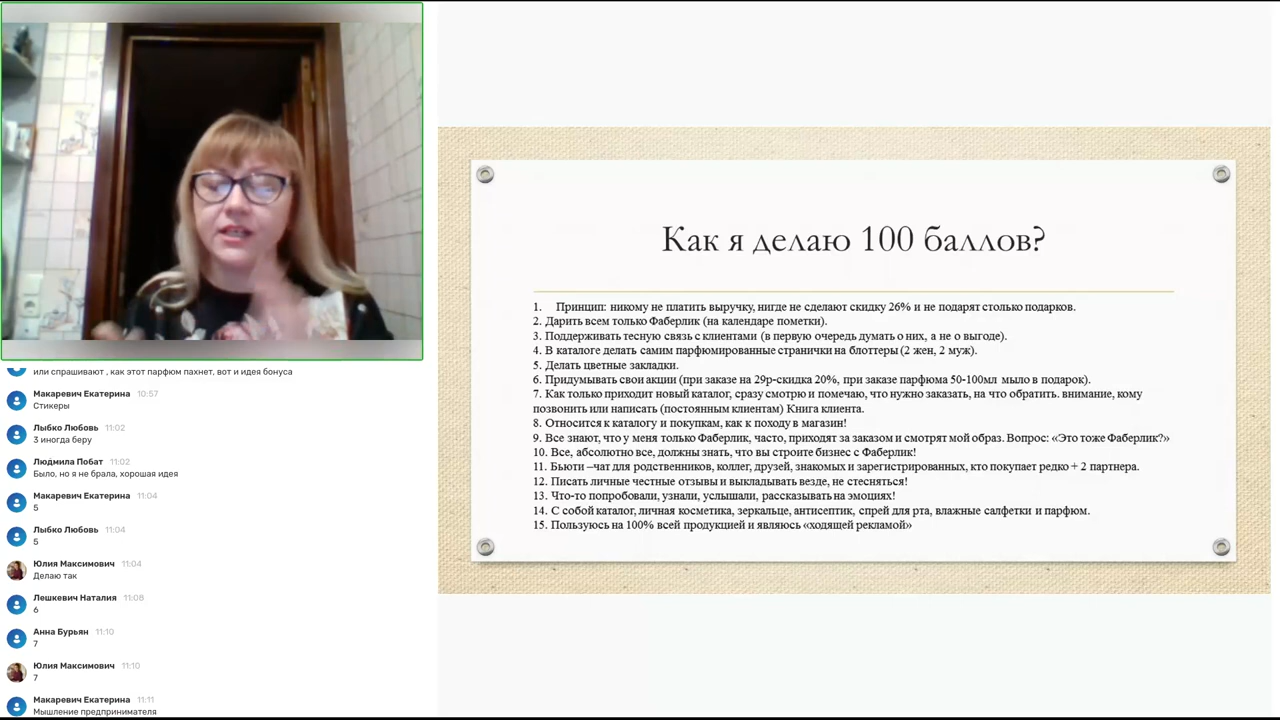 или спрашивают , как этот парфюм пахнет, вот и идея бонуса
Макаревич Екатерина 10:57
Стикеры
Лыбко Любовь 11:02
3 иногда беру
Людмила Побат 11:02
Было, но я не брала, хорошая идея
Макаревич Екатерина 11:04
5
Лыбко Любовь 11:04
5
Юлия Максимович 11:04
Делаю так
Лешкевич Наталия 11:08
6
Анна Бурьян 11:10
7
Юлия Максимович 11:10
7
Макаревич Екатерина 11:11
Мышление предпринимателя
Как я делаю 100 баллов?
1. Принцип: никому не платить выручку, нигде не сделают скидку 26% и не подарят столько подарков.
2. Дарить всем только Фаберлик (на календаре пометки).
3. Поддерживать тесную связь с клиентами (в первую очередь думать о них, а не о выгоде).
4. В каталоге делать самим парфюмированные странички на блоттеры (2 жен, 2 муж).
5. Делать цветные закладки.
6. Придумывать свои акции (при заказе на 29р-скидка 20%, при заказе парфюма 50-100мл мыло в подарок).
7. Как только приходит новый каталог, сразу смотрю и помечаю, что нужно заказать, на что обратить. внимание, кому
позвонить или написать (постоянным клиентам) Книга клиента.
8. Относится к каталогу и покупкам, как к походу в магазин!
9. Все знают, что у меня только Фаберлик, часто, приходят за заказом и смотрят мой образ. Вопрос: «Это тоже Фаберлик?»
10. Все, абсолютно все, должны знать, что вы строите бизнес с Фаберлик!
11. Бьюти –чат для родственников, коллег, друзей, знакомых и зарегистрированных, кто покупает редко + 2 партнера.
12. Писать личные честные отзывы и выкладывать везде, не стесняться!
13. Что-то попробовали, узнали, услышали, рассказывать на эмоциях!
14. С собой каталог, личная косметика, зеркальце, антисептик, спрей для рта, влажные салфетки и парфюм.
15. Пользуюсь на 100% всей продукцией и являюсь «ходящей рекламой»